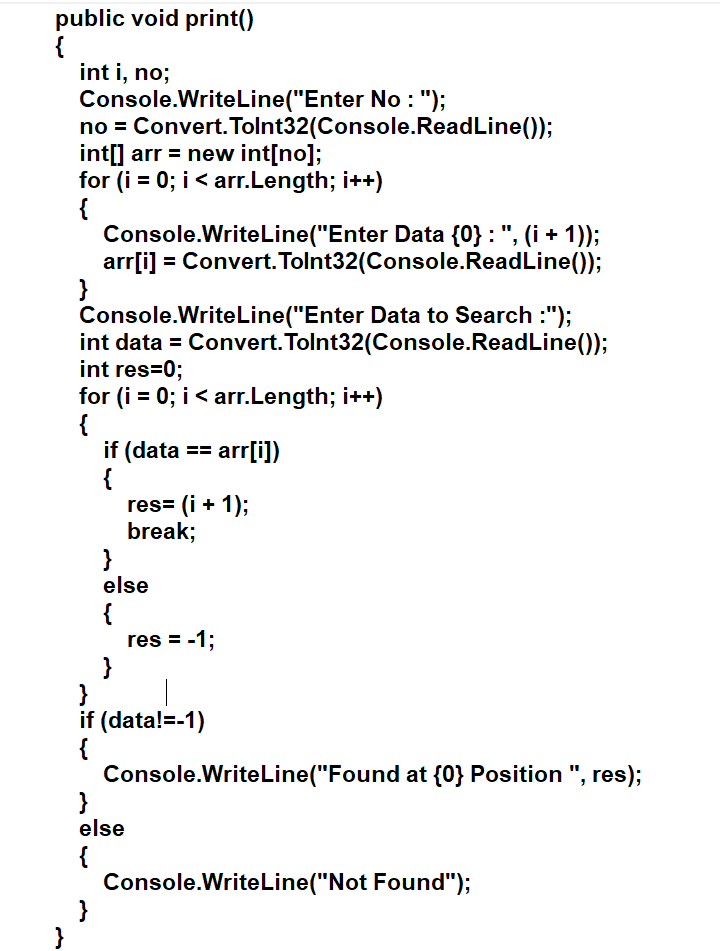 public void print()
{
int i, no;
Console.WriteLine("Enter No : ");
no = Convert.ToInt32(Console.ReadLine());
int[] arr = new int[no];
for (i = 0; i < arr.Length; i++)
{
Console.WriteLine("Enter Data {0} : ", (i + 1));
arr[i] = Convert.ToInt32(Console.ReadLine());
}
Console.WriteLine("Enter Data to Search :");
int data = Convert.ToInt32(Console.ReadLine());
int res=0;
for (i = 0; i < arr.Length; i++)
{
if (data == arr[i])
{
res= (i + 1);
break;
}
else
{
res = -1;
}
}
if (data!=-1)
{
Console.WriteLine("Found at {0} Position ", res);
}
else
{
Console.WriteLine("Not Found");
}
}